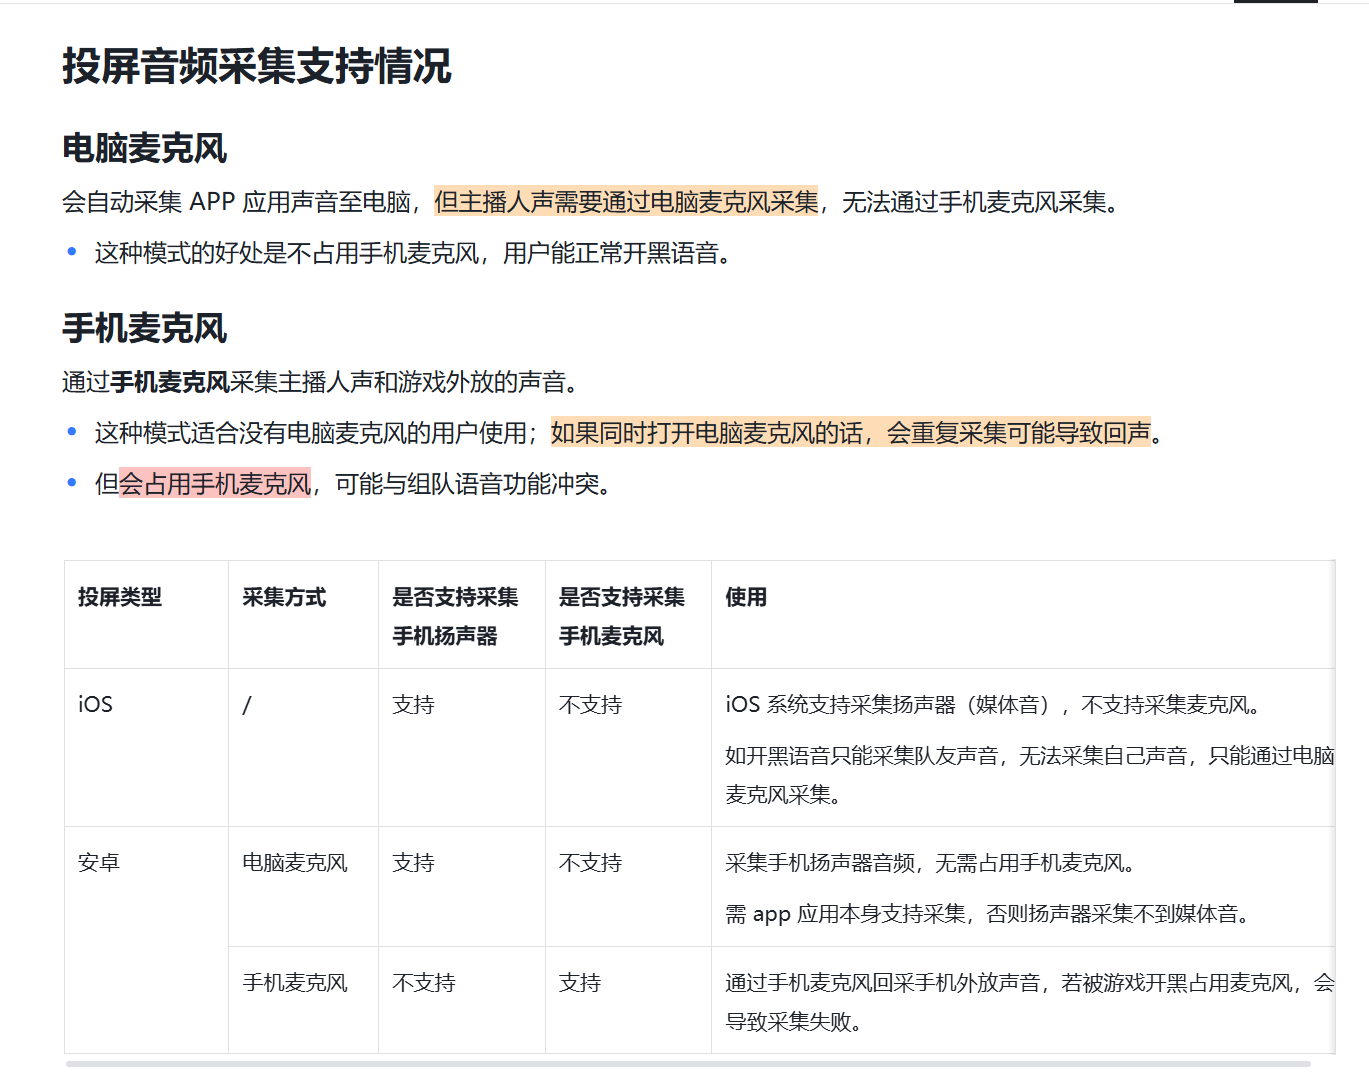 投屏音频采集支持情况
电脑麦克风
会自动采集 APP 应用声音至电脑，但主播人声需要通过电脑麦克风采集，无法通过手机麦克风采集。
这种模式的好处是不占用手机麦克风，用户能正常开黑语音。
手机麦克风
通过手机麦克风采集主播人声和游戏外放的声音。
这种模式适合没有电脑麦克风的用户使用；如果同时打开电脑麦克风的话，会重复采集可能导致回声。
但会占用手机麦克风，可能与组队语音功能冲突。
投屏类型
采集方式
是否支持采集
手机扬声器
是否支持采集
手机麦克风
使用
iOS
/
支持
不支持
iOS 系统支持采集扬声器（媒体音），不支持采集麦克风。
如开黑语音只能采集队友声音，无法采集自己声音，只能通过电脑
麦克风采集。
安卓
电脑麦克风
支持
不支持
采集手机扬声器音频，无需占用手机麦克风。
需 app 应用本身支持采集，否则扬声器采集不到媒体音。
手机麦克风
不支持
支持
通过手机麦克风回采手机外放声音，若被游戏开黑占用麦克风，会
导致采集失败。